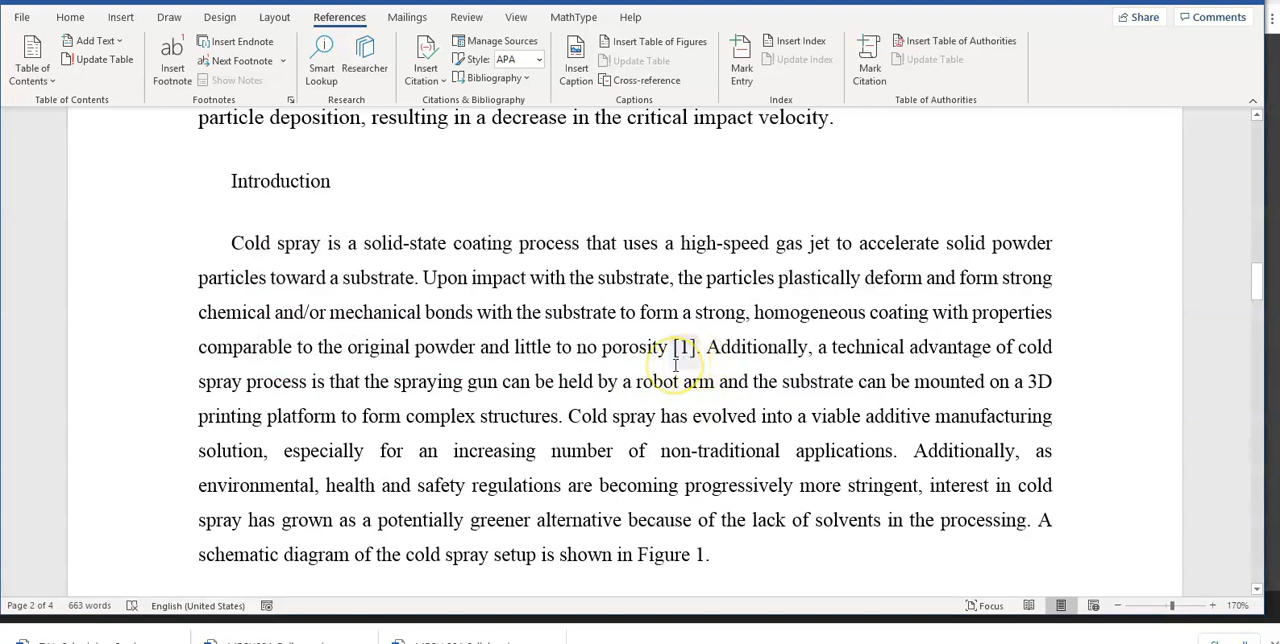 File Home Insert Draw Design Layout References Mailings Review View MathType Help Share Comments
Table of Contents
Add Text
Update Table
Table of Contents
ab
Insert Footnote
Insert Endnote
Next Footnote
Show Notes
Footnotes
Smart Lookup
Researcher
Research
Insert Citation
Manage Sources
Style: APA
Bibliography
Citations & Bibliography
Insert Caption
Insert Table of Figures
Update Table
Cross-reference
Captions
Mark Entry
Insert Index
Update Index
Index
Mark Citation
Insert Table of Authorities
Update Table
Table of Authorities
particle deposition, resulting in a decrease in the critical impact velocity.
Introduction
Cold spray is a solid-state coating process that uses a high-speed gas jet to accelerate solid powder
particles toward a substrate. Upon impact with the substrate, the particles plastically deform and form strong
chemical and/or mechanical bonds with the substrate to form a strong, homogeneous coating with properties
comparable to the original powder and little to no porosity [1]. Additionally, a technical advantage of cold
spray process is that the spraying gun can be held by a robot arm and the substrate can be mounted on a 3D
printing platform to form complex structures. Cold spray has evolved into a viable additive manufacturing
solution, especially for an increasing number of non-traditional applications. Additionally, as
environmental, health and safety regulations are becoming progressively more stringent, interest in cold
spray has grown as a potentially greener alternative because of the lack of solvents in the processing. A
schematic diagram of the cold spray setup is shown in Figure 1.
Page 2 of 4 663 words English (United States) Focus 170%